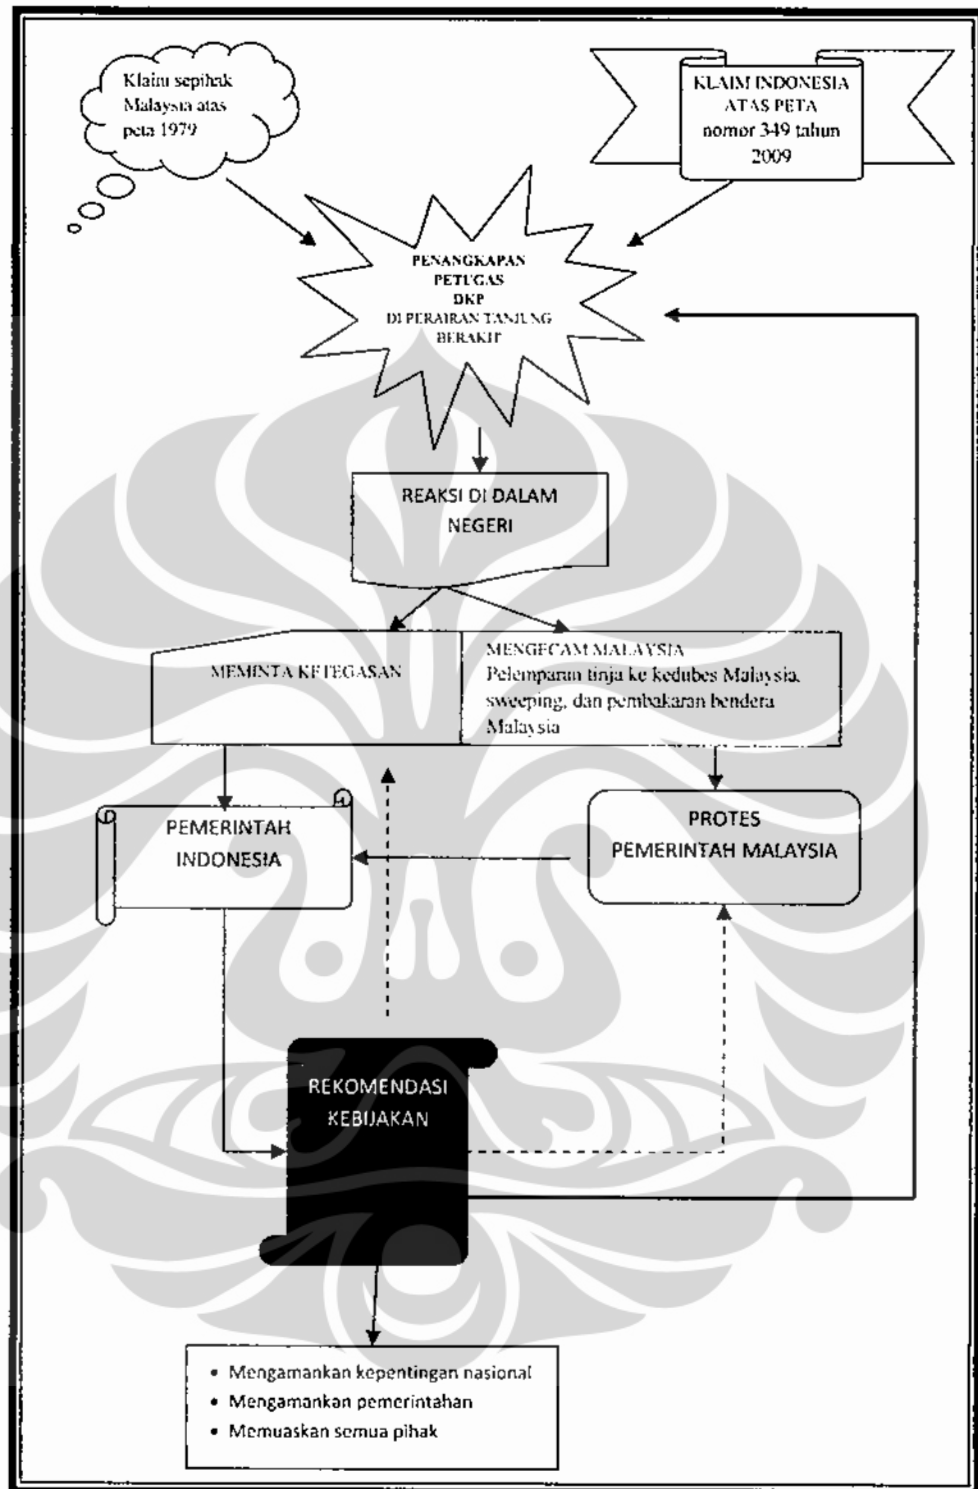 Klaim sepihak
Malaysia atas
peta 1979
KLAIM INDONESIA
ATAS PETA
nomor 349 tahun
2009
PENANGKAPAN
PETUGAS
DKP
DI PERAIRAN TANJUNG
BERAKIT
REAKSI DI DALAM
NEGERI
MEMINTA KETEGASAN
MENGECAM MALAYSIA
Pelemparan tinja ke kedubes Malaysia,
sweeping, dan pembakaran bendera
Malaysia
PEMERINTAH
INDONESIA
PROTES
PEMERINTAH MALAYSIA
REKOMENDASI
KEBIJAKAN
• Mengamankan kepentingan nasional
• Mengamankan pemerintahan
• Memuaskan semua pihak